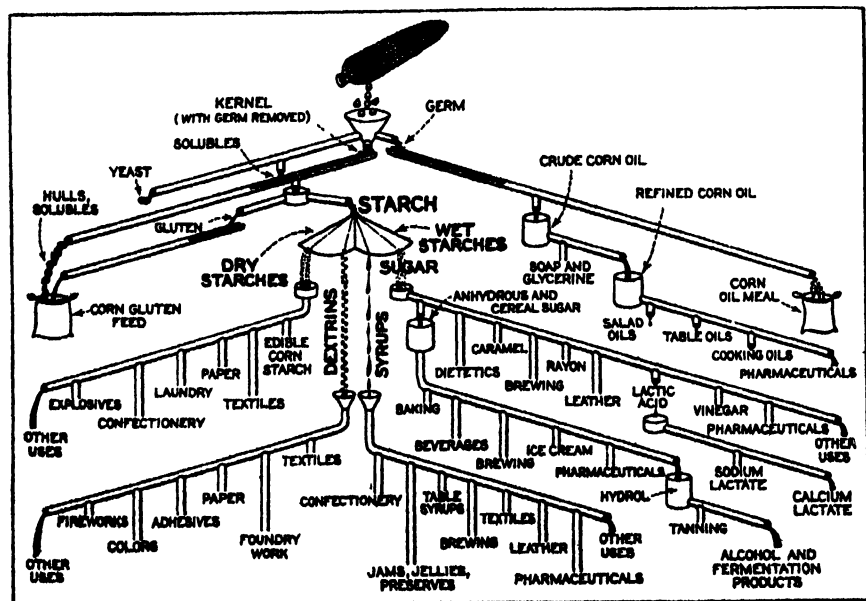 KERNEL
(WITH GERM REMOVED)
GERM
SOLUBLES
CRUDE CORN OIL
YEAST
REFINED CORN OIL
HULLS,
SOLUBLES
STARCH
GLUTEN
WET
STARCHES
DRY
STARCHES
SUGAR
SOAP AND
GLYCERINE
CORN
OIL MEAL
CORN GLUTEN
FEED
ANHYDROUS AND
CEREAL SUGAR
DEXTRINS
SYRUPS
SALAD
OILS
TABLE OILS
COOKING OILS
PHARMACEUTICALS
EDIBLE
CORN
STARCH
PAPER
LAUNDRY
TEXTILES
EXPLOSIVES
CONFECTIONERY
OTHER
USES
CARAMEL
DIETETICS
RAYON
BREWING
LEATHER
LACTIC
ACID
VINEGAR
PHARMACEUTICALS
OTHER
USES
BAKING
BEVERAGES
BREWING
ICE CREAM
PHARMACEUTICALS
SODIUM
LACTATE
CALCIUM
LACTATE
HYDROL
TANNING
ALCOHOL AND
FERMENTATION
PRODUCTS
TEXTILES
PAPER
FIREWORKS
ADHESIVES
COLORS
FOUNDRY
WORK
OTHER
USES
CONFECTIONERY
TABLE
SYRUPS
TEXTILES
BREWING
LEATHER
OTHER
USES
JAMS, JELLIES,
PRESERVES
PHARMACEUTICALS